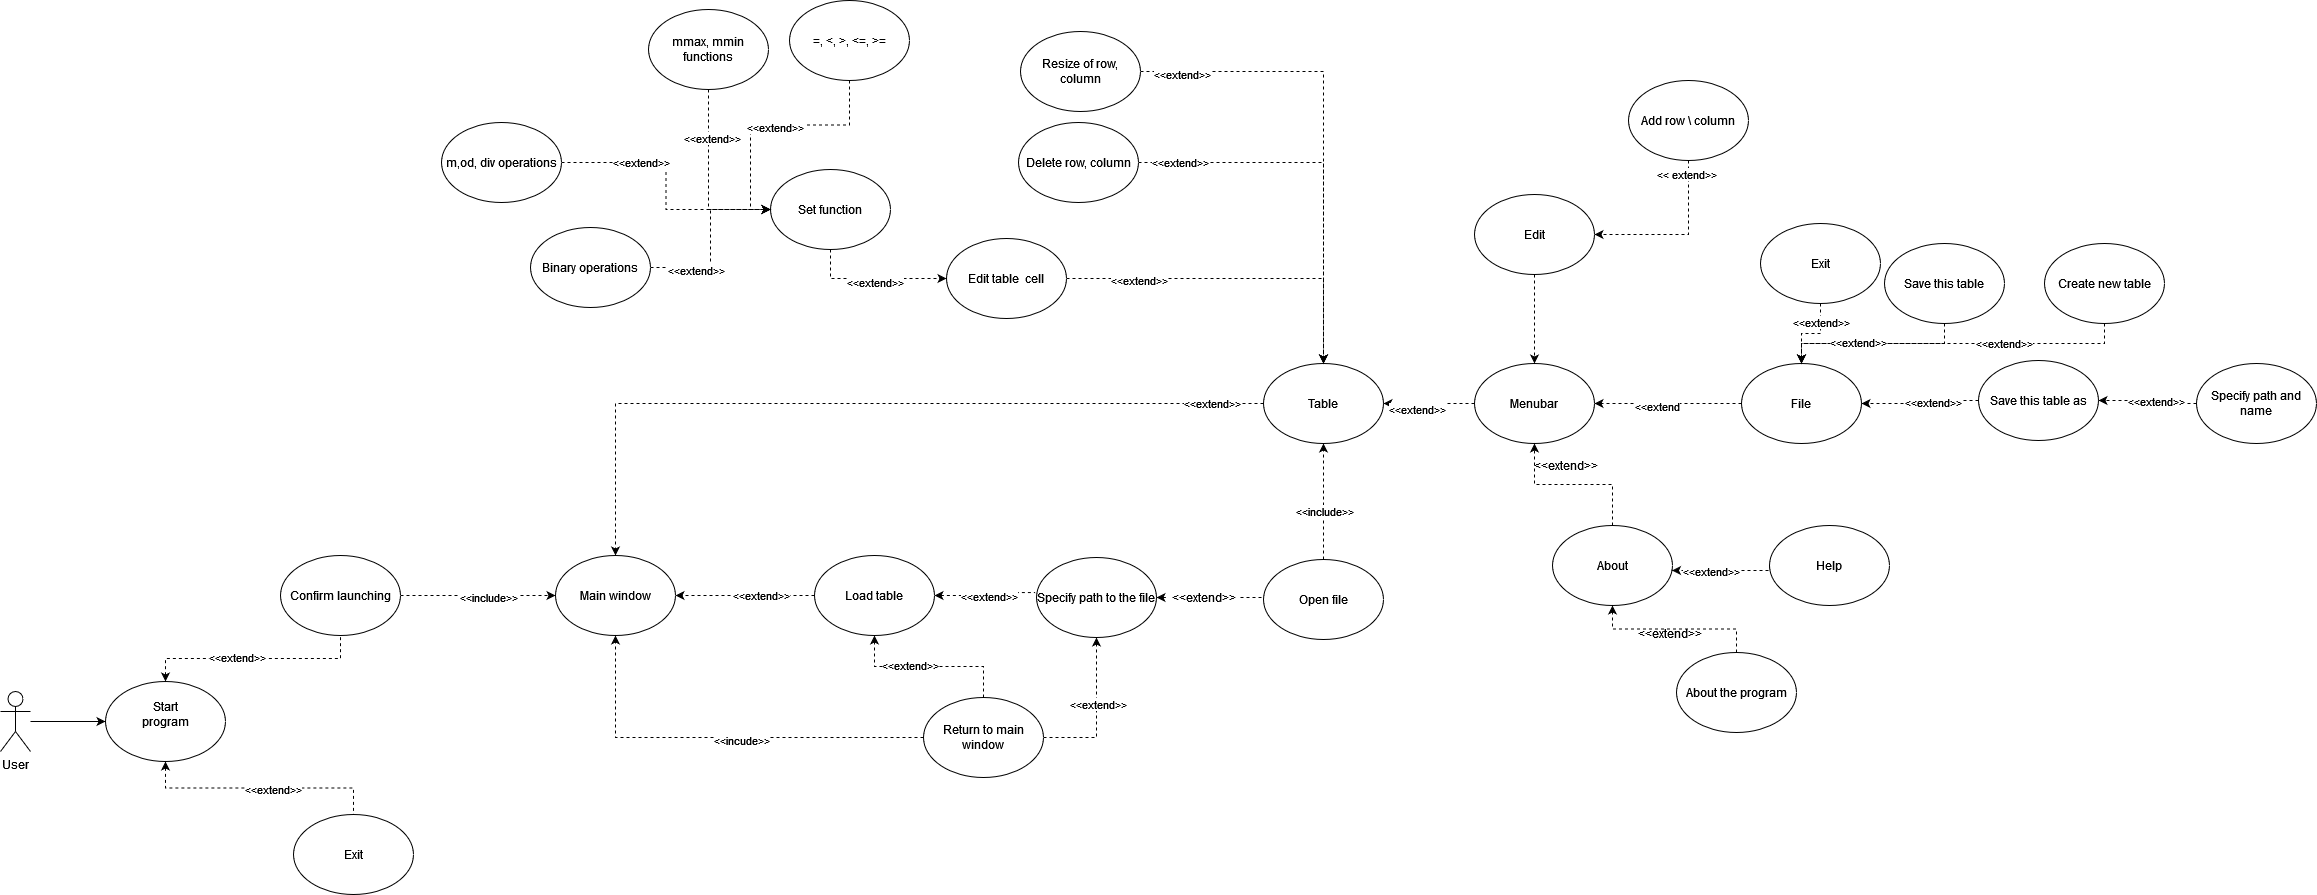 mmax, mmin
functions
=, <, >, <=, >=
Resize of row,
column
<<extend>>
Add row \ column
<<extend>>
<<extend>>
m,od, div operations
<<extend>>
Delete row, column
<<extend>>
<< extend>>
Set function
Edit
Binary operations
<<extend>>
Edit table  cell
<<extend>>
<<extend>>
Exit
Save this table
Create new table
<<extend>>
<<extend>>
<<extend>>
Table
<<extend>>
<<extend>>
Menubar
<<extend
File
<<extend>>
Save this table as
<<extend>>
Specify path and
name
<<extend>>
<<include>>
Confirm launching
<<include>>
Main window
<<extend>>
Load table
<<extend>>
Specify path to the file
<<extend>>
Open file
About
<<extend>>
Help
<<extend>>
<<extend>>
<<extend>>
<<extend>>
About the program
Start
program
User
<<incude>>
Return to main
window
<<extend>>
Exit